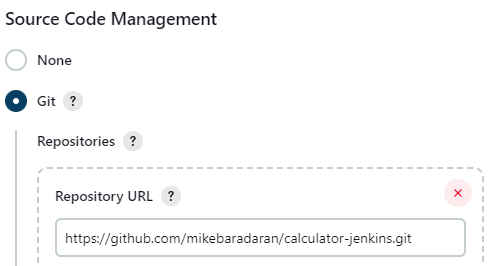 Source Code Management
None
Git ?
Repositories ?
Repository URL ?
https://github.com/mikebaradaran/calculator-jenkins.git